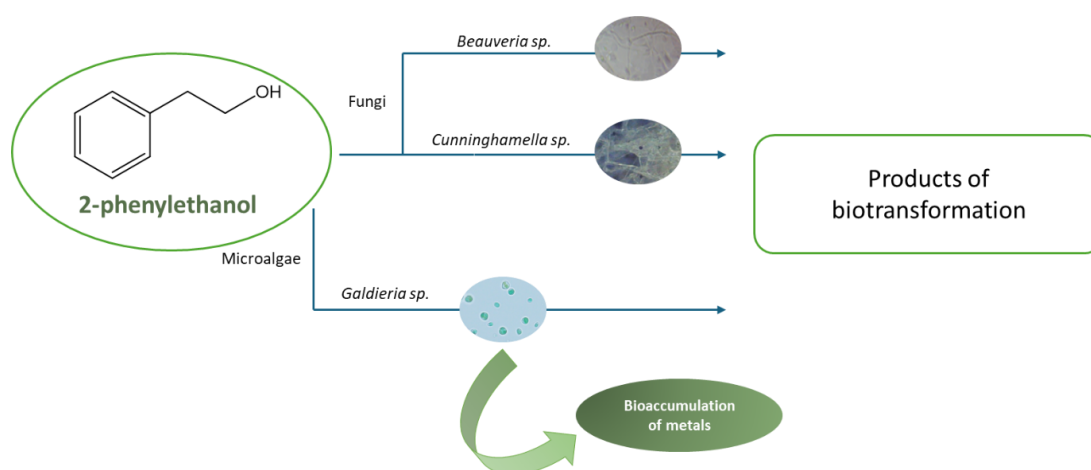 Beauveria sp.
OH
Fungi
Cunninghamella sp.
2-phenylethanol
Products of
biotransformation
Microalgae
Galdieria sp.
Bioaccumulation
of metals